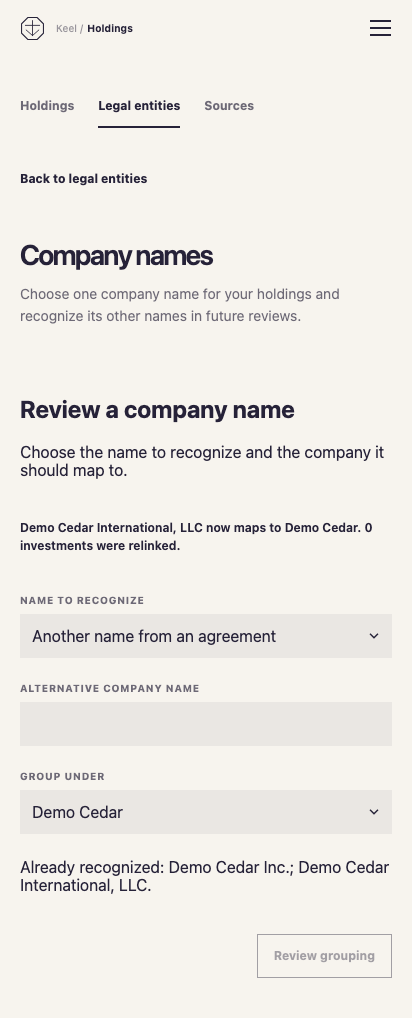 Keel / Holdings
Holdings Legal entities Sources
Back to legal entities
Company names
Choose one company name for your holdings and
recognize its other names in future reviews.
Review a company name
Choose the name to recognize and the company it
should map to.
Demo Cedar International, LLC now maps to Demo Cedar. 0
investments were relinked.
NAME TO RECOGNIZE
Another name from an agreement
ALTERNATIVE COMPANY NAME
GROUP UNDER
Demo Cedar
Already recognized: Demo Cedar Inc.; Demo Cedar
International, LLC.
Review grouping